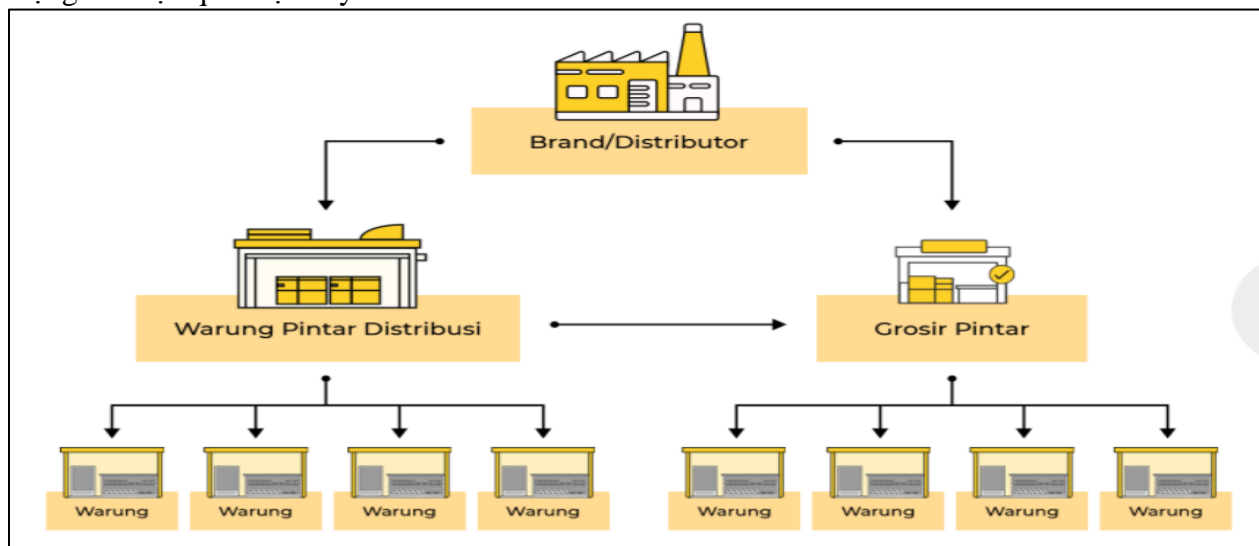 Brand/Distributor
Warung Pintar Distribusi
Grosir Pintar
Warung
Warung
Warung
Warung
Warung
Warung
Warung
Warung